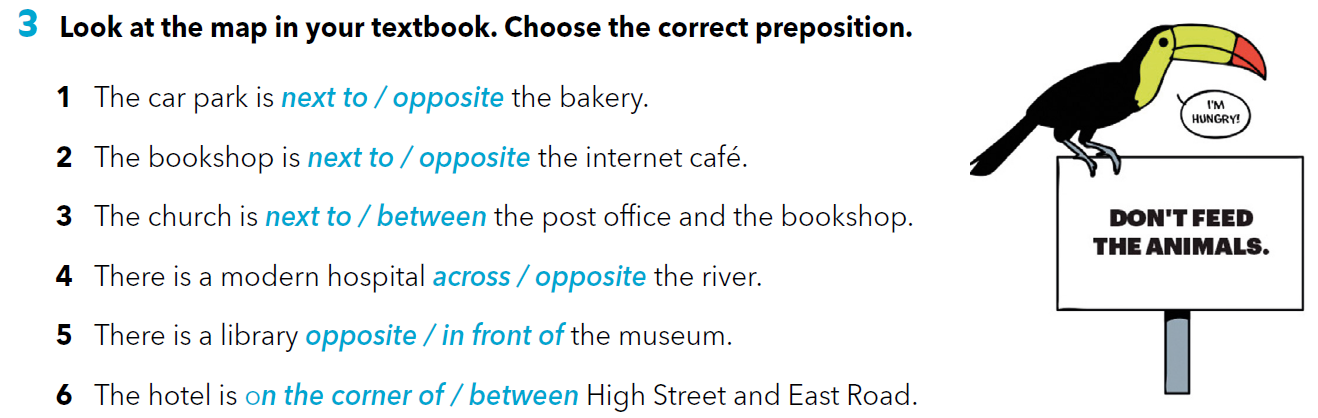 3 Look at the map in your textbook. Choose the correct preposition.
1 The car park is next to / opposite the bakery.
2 The bookshop is next to / opposite the internet café.
3 The church is next to / between the post office and the bookshop.
4 There is a modern hospital across / opposite the river.
5 There is a library opposite / in front of the museum.
6 The hotel is on the corner of / between High Street and East Road.
I'M
HUNGRY!
DON'T FEED
THE ANIMALS.